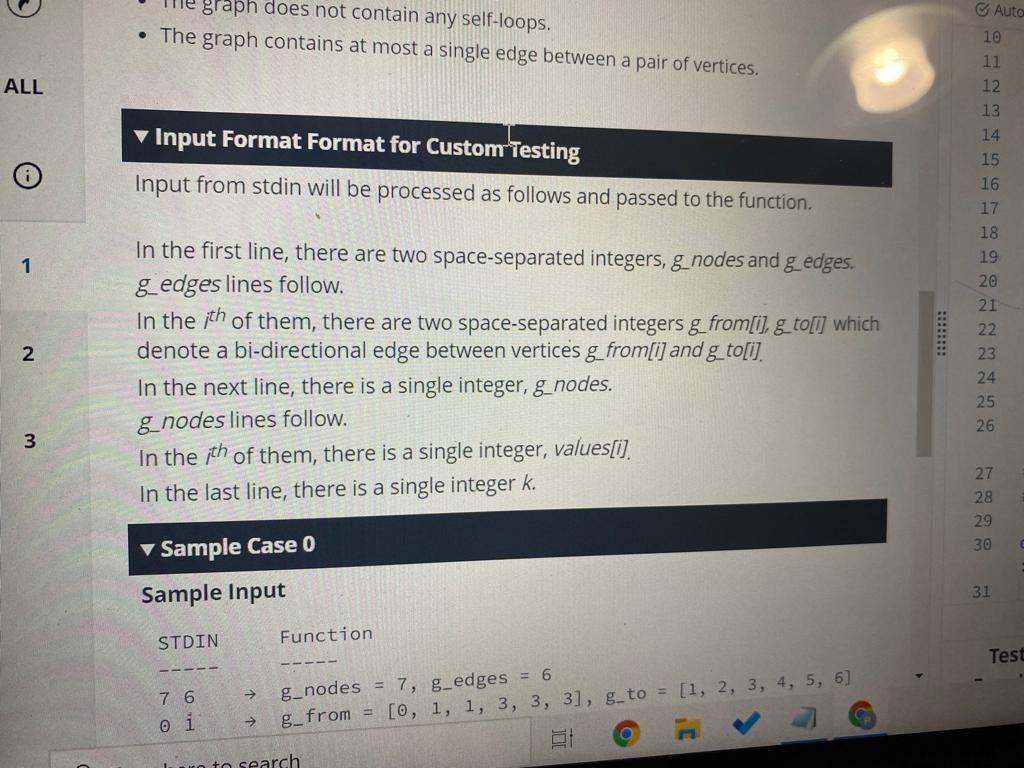 The graph does not contain any self-loops.
The graph contains at most a single edge between a pair of vertices.
ALL
Auto
Input Format Format for Custom Testing
Input from stdin will be processed as follows and passed to the function.
In the first line, there are two space-separated integers, g_nodes and g_edges.
g_edges lines follow.
In the ith of them, there are two space-separated integers g_from[i], g_to[i] which
denote a bi-directional edge between vertices g_from[i] and g_to[i].
In the next line, there is a single integer, g_nodes.
g_nodes lines follow.
In the ith of them, there is a single integer, values[i].
In the last line, there is a single integer k.
1
2
3
Sample Case 0
Sample Input
STDIN Function
----- -----
7 6 → g_nodes = 7, g_edges = 6
0 1 → g_from = [0, 1, 1, 3, 3, 3], g_to = [1, 2, 3, 4, 5, 6]
10
11
12
13
14
15
16
17
18
19
20
21
22
23
24
25
26
27
28
29
30
31
Test
to search